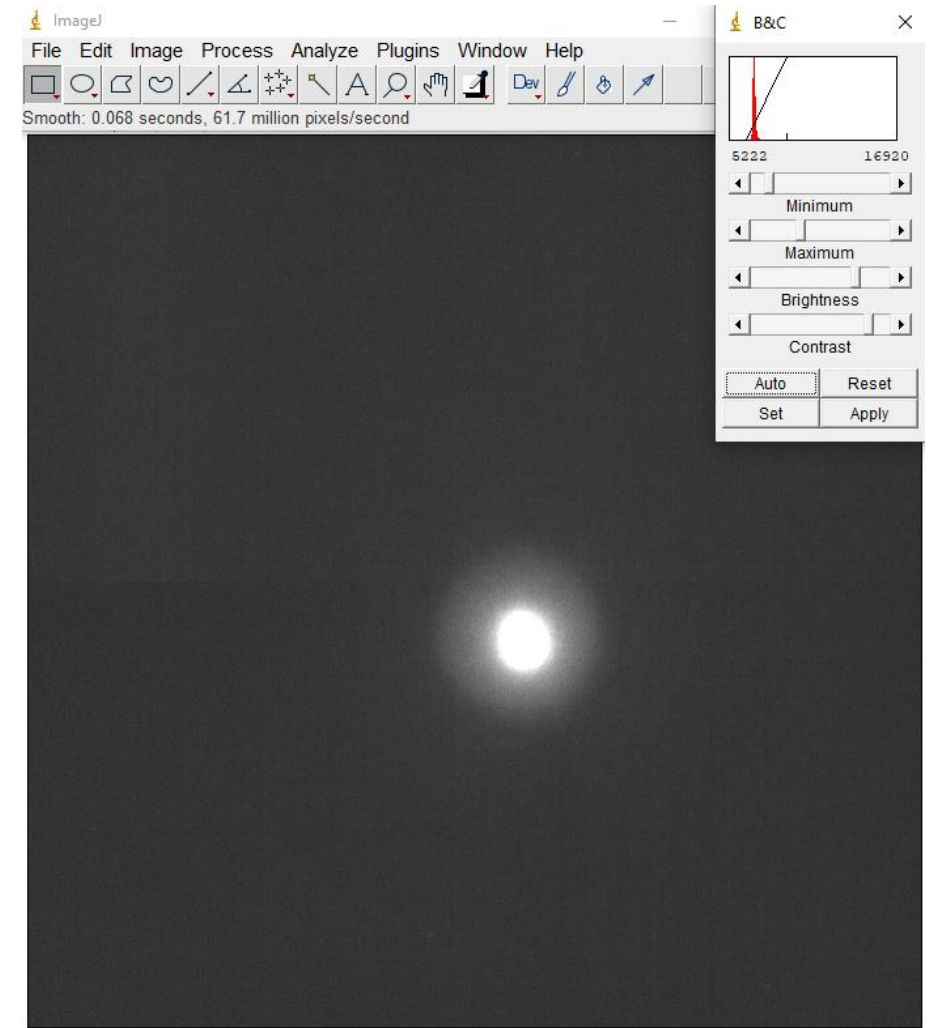 ImageJ
File Edit Image Process Analyze Plugins Window Help
A Dev
Smooth: 0.068 seconds, 61.7 million pixels/second
B&C
5222 16920
Minimum
Maximum
Brightness
Contrast
Auto Reset
Set Apply